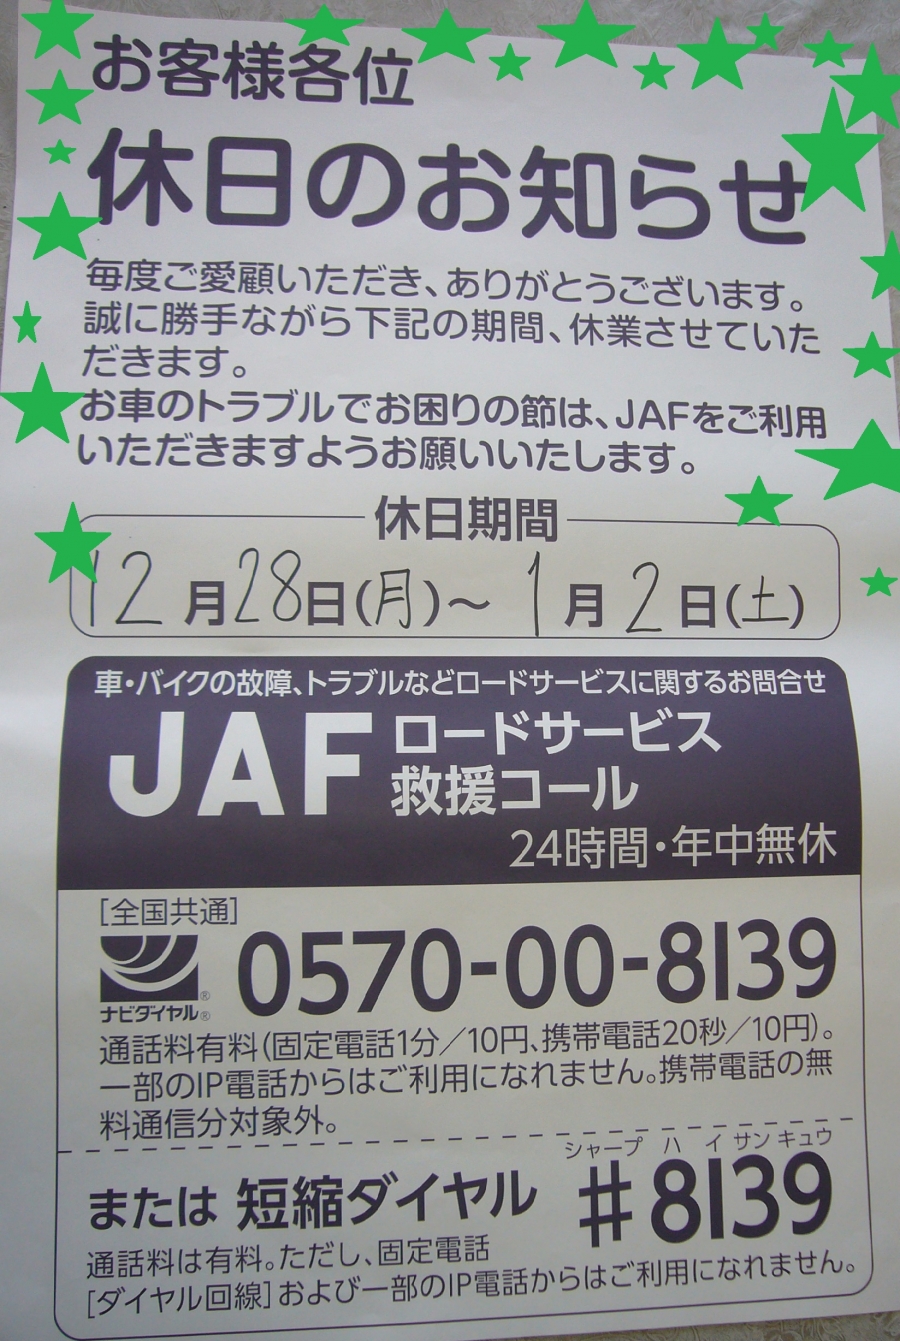 お客様各位
休日のお知らせ
毎度ご愛顧いただき、ありがとうございます。
誠に勝手ながら下記の期間、休業させていた
だきます。
お車のトラブルでお困りの節は、JAFをご利用
いただきますようお願いいたします。
休日期間
12月28日(月)～1月2日(土)
車・バイクの故障、トラブルなどロードサービスに関するお問合せ
JAF ロードサービス
救援コール
24時間・年中無休
[全国共通]
ナビダイヤル® 0570-00-8139
通話料有料(固定電話1分／10円、携帯電話20秒／10円)。
一部のIP電話からはご利用になれません。携帯電話の無
料通信分対象外。
シャープ ハ イ サン キュウ
または 短縮ダイヤル #8139
通話料は有料。ただし、固定電話
[ダイヤル回線]および一部のIP電話からはご利用になれません。